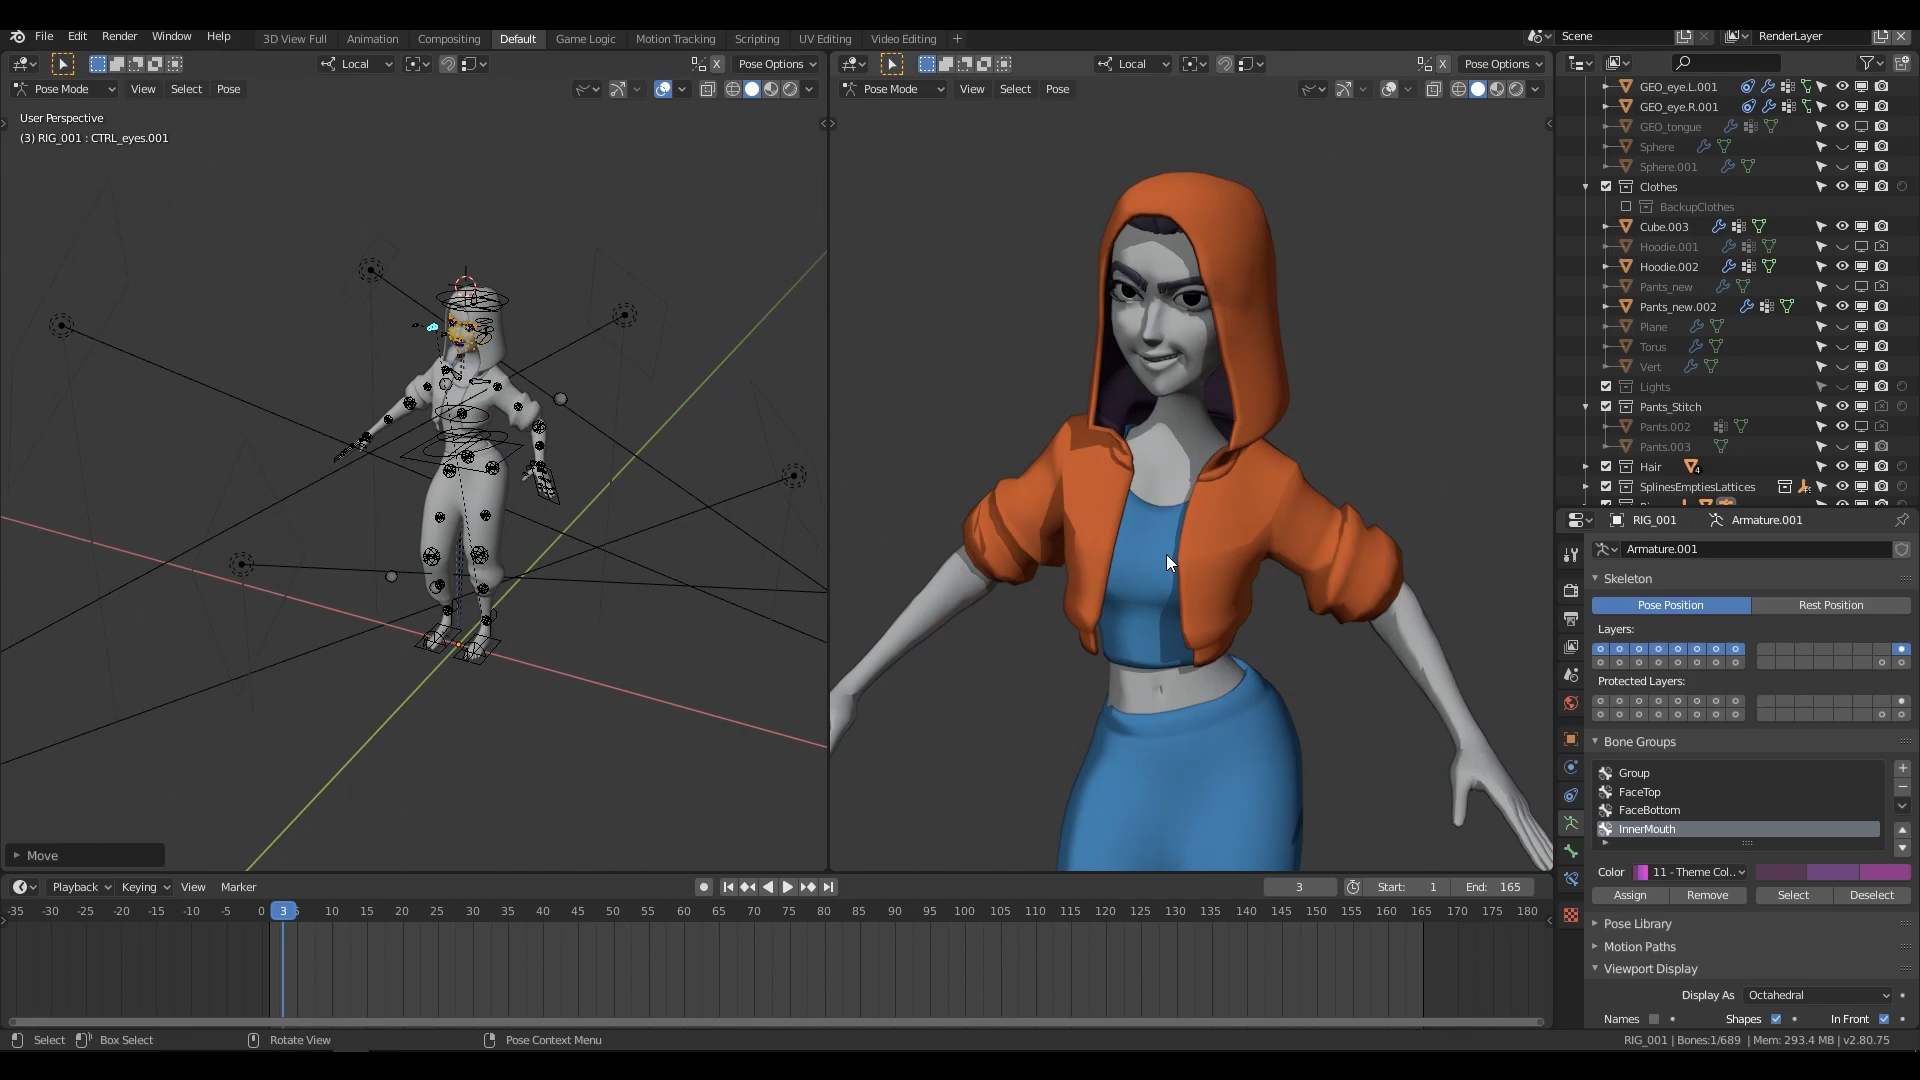 File Edit Render Window Help
3D View Full Animation Compositing Default Game Logic Motion Tracking Scripting UV Editing Video Editing +
Scene
RenderLayer
Local
X
Pose Options
Local
X
Pose Options
Pose Mode View Select Pose
Pose Mode View Select Pose
User Perspective
(3) RIG_001 : CTRL_eyes.001
GEO_eye.L.001
GEO_eye.R.001
GEO_tongue
Sphere
Sphere.001
Clothes
BackupClothes
Cube.003
Hoodie.001
Hoodie.002
Pants_new
Pants_new.002
Plane
Torus
Vert
Lights
Pants_Stitch
Pants.002
Pants.003
Hair 4
SplinesEmptiesLattices
RIG_001 Armature.001
Armature.001
Skeleton
Pose Position Rest Position
Layers:
Protected Layers:
Bone Groups
Group
FaceTop
FaceBottom
InnerMouth
Color 11 - Theme Col..
Assign Remove Select Deselect
Pose Library
Motion Paths
Viewport Display
Display As Octahedral
Names Shapes In Front
Move
Playback Keying View Marker
3 Start: 1 End: 165
-35 -30 -25 -20 -15 -10 -5 0 3 5 10 15 20 25 30 35 40 45 50 55 60 65 70 75 80 85 90 95 100 105 110 115 120 125 130 135 140 145 150 155 160 165 170 175 180
Select Box Select Rotate View Pose Context Menu
RIG_001 | Bones:1/689 | Mem: 293.4 MB | v2.80.75